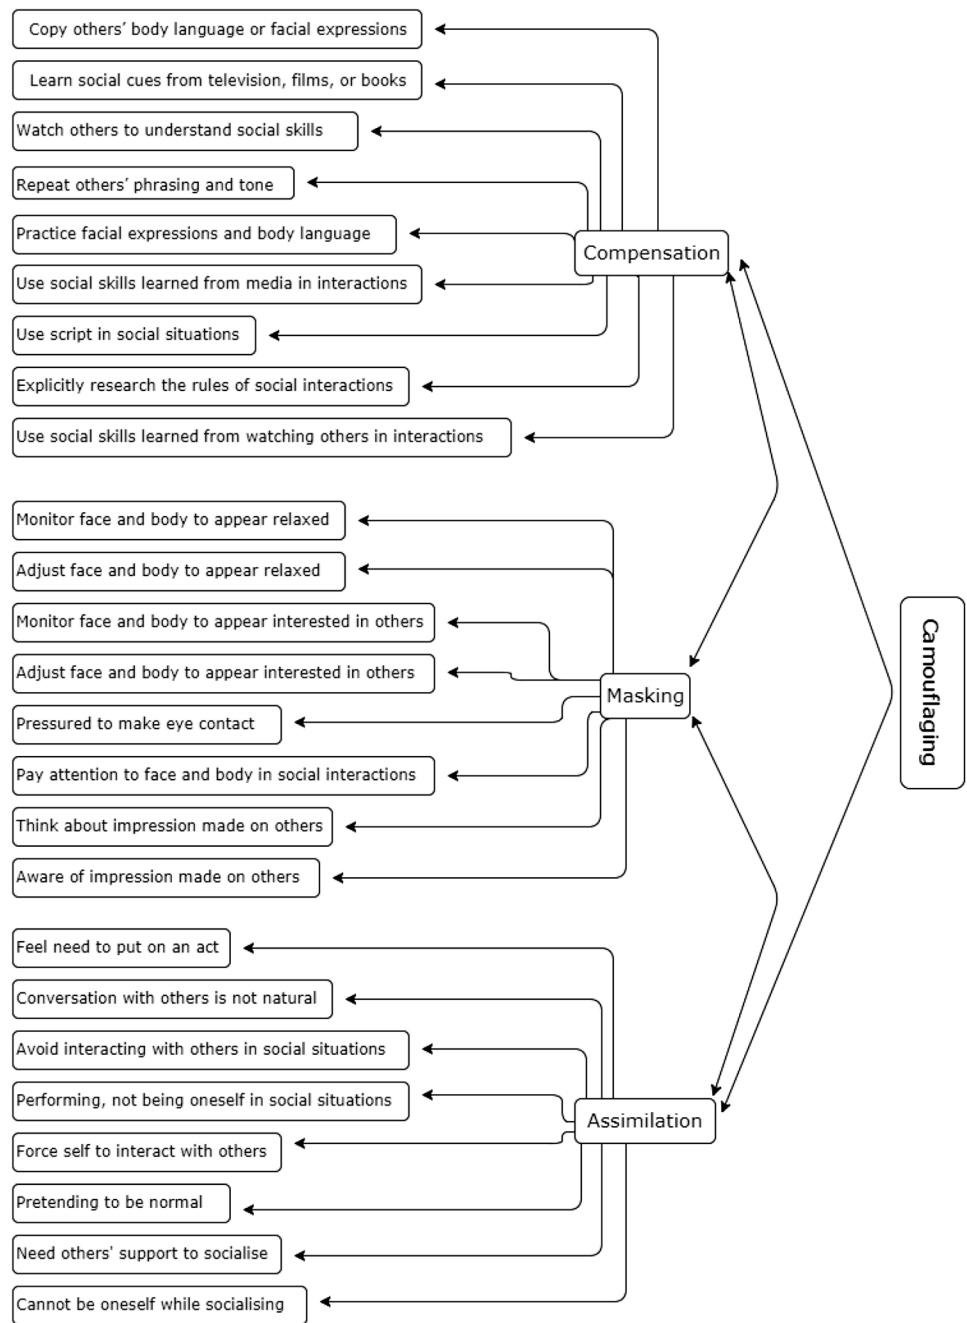 Copy others’ body language or facial expressions
Learn social cues from television, films, or books
Watch others to understand social skills
Repeat others’ phrasing and tone
Practice facial expressions and body language
Compensation
Use social skills learned from media in interactions
Use script in social situations
Explicitly research the rules of social interactions
Use social skills learned from watching others in interactions
Monitor face and body to appear relaxed
Adjust face and body to appear relaxed
Monitor face and body to appear interested in others
Adjust face and body to appear interested in others
Masking
Camouflaging
Pressured to make eye contact
Pay attention to face and body in social interactions
Think about impression made on others
Aware of impression made on others
Feel need to put on an act
Conversation with others is not natural
Avoid interacting with others in social situations
Performing, not being oneself in social situations
Assimilation
Force self to interact with others
Pretending to be normal
Need others' support to socialise
Cannot be oneself while socialising